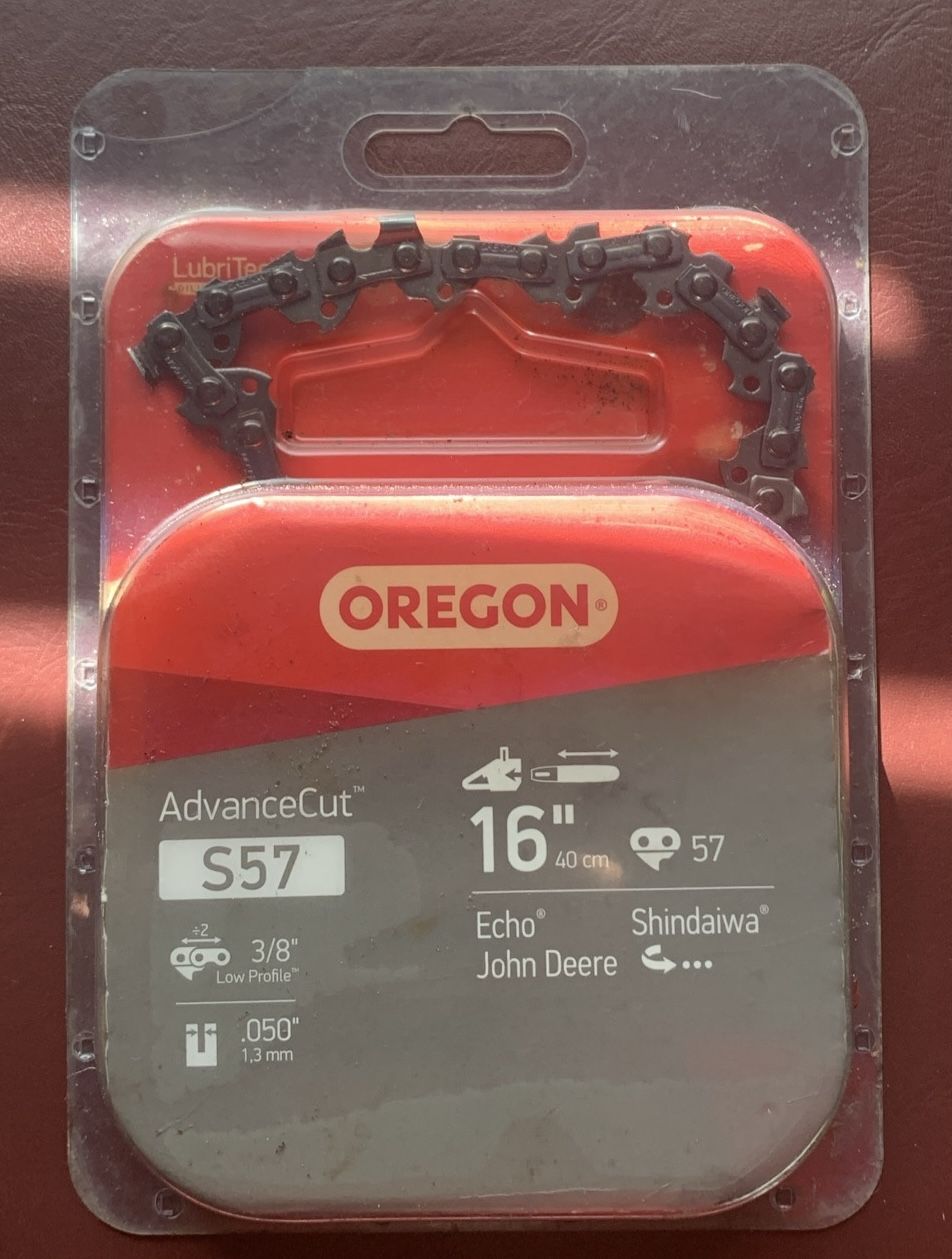 OREGON®
AdvanceCut™
S57
÷2
3/8"
Low Profile™
.050"
1,3 mm
16" 40 cm
57
Echo® Shindaiwa®
John Deere